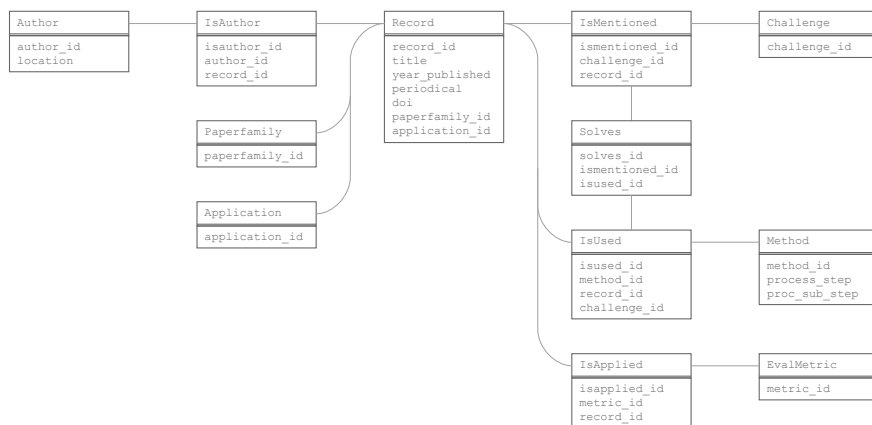 Author
author_id
location
IsAuthor
isauthor_id
author_id
record_id
Paperfamily
paperfamily_id
Application
application_id
Record
record_id
title
year_published
periodical
doi
paperfamily_id
application_id
IsMentioned
ismentioned_id
challenge_id
record_id
Solves
solves_id
ismentioned_id
isused_id
IsUsed
isused_id
method_id
record_id
challenge_id
IsApplied
isapplied_id
metric_id
record_id
Challenge
challenge_id
Method
method_id
process_step
proc_sub_step
EvalMetric
metric_id